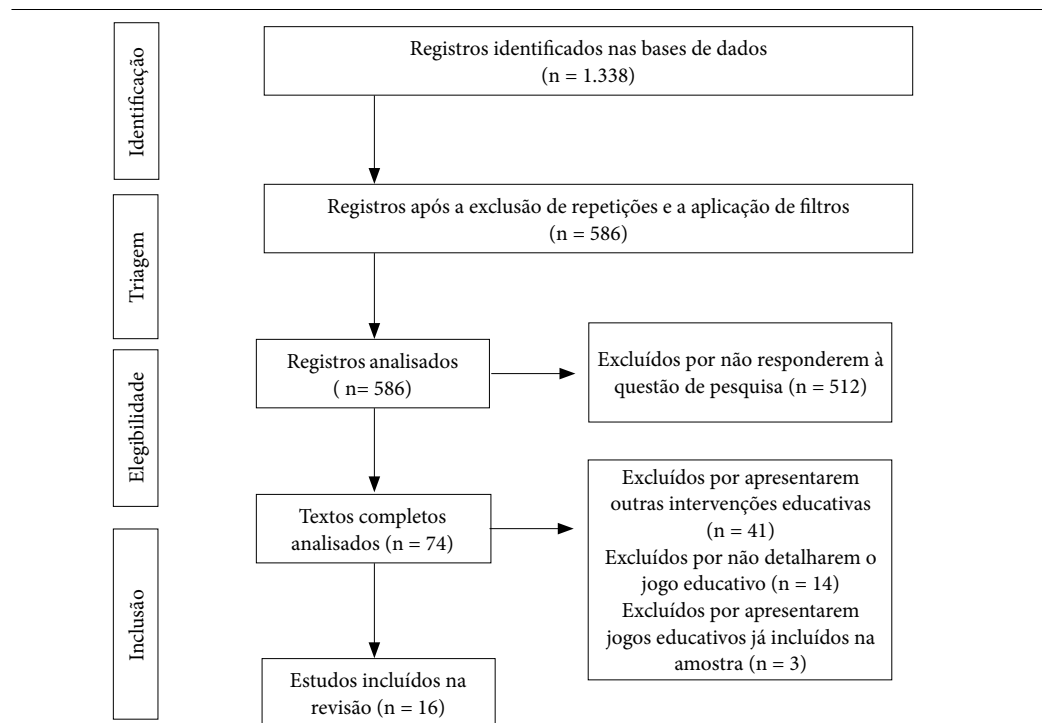 Identificação
Registros identificados nas bases de dados
(n = 1.338)
Triagem
Registros após a exclusão de repetições e a aplicação de filtros
(n = 586)
Elegibilidade
Registros analisados
( n= 586)
Excluídos por não responderem à
questão de pesquisa (n = 512)
Textos completos
analisados (n = 74)
Excluídos por apresentarem
outras intervenções educativas
(n = 41)
Excluídos por não detalharem o
jogo educativo (n = 14)
Excluídos por apresentarem
jogos educativos já incluídos na
amostra (n = 3)
Inclusão
Estudos incluídos na
revisão (n = 16)